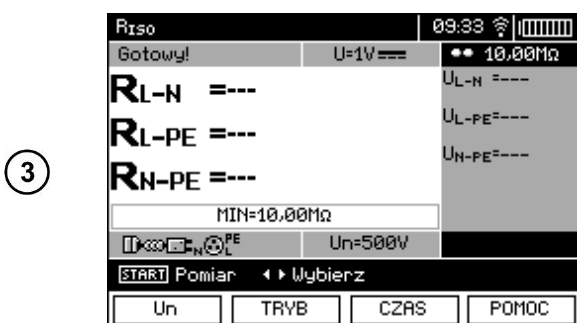 RISO 09:33
Gotowy! U=1V 10,00MΩ
RL-N =---
UL-N =---
RL-PE =---
UL-PE=---
RN-PE =---
UN-PE=---
3
MIN=10,00MΩ
N PE L Un=500V
START Pomiar Wybierz
Un TRYB CZAS POMOC